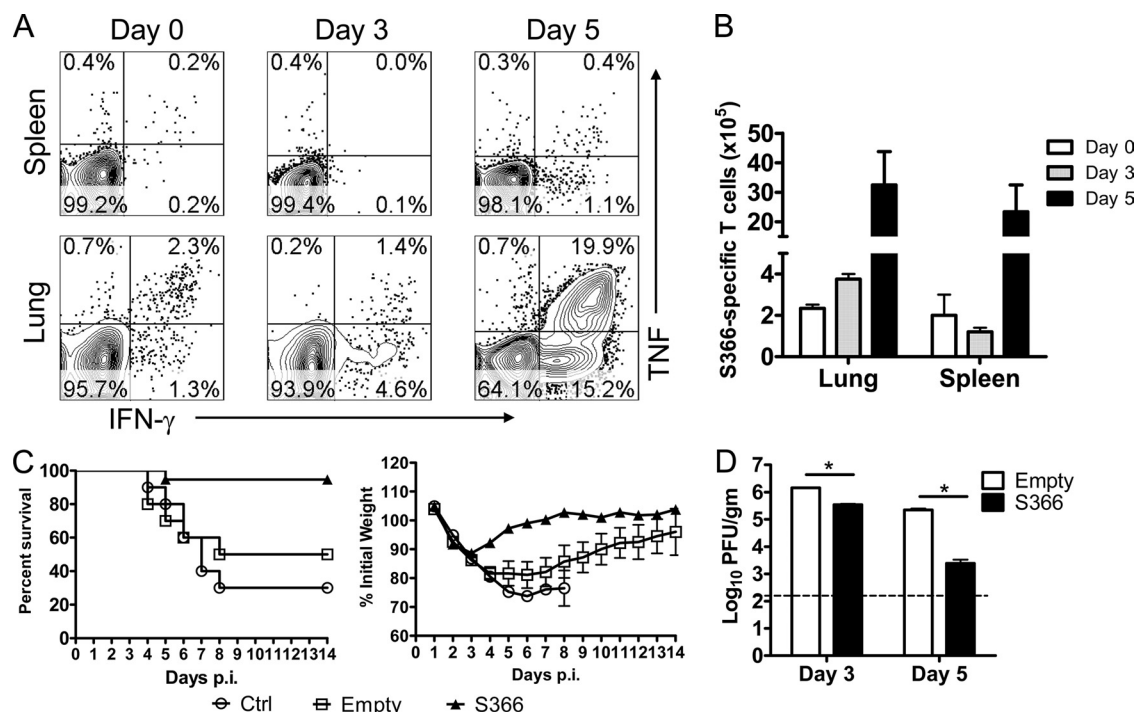 A
Day 0
Day 3
Day 5
Spleen
0.4% 0.2%
99.2% 0.2%
0.4% 0.0%
99.4% 0.1%
0.3% 0.4%
98.1% 1.1%
Lung
0.7% 2.3%
95.7% 1.3%
0.2% 1.4%
93.9% 4.6%
0.7% 19.9%
64.1% 15.2%
IFN-γ
TNF
B
S366-specific T cells (x10⁵)
50
40
30
20
4
2
0
Lung Spleen
Day 0
Day 3
Day 5
C
Percent survival
100
80
60
40
20
0
0 1 2 3 4 5 6 7 8 9 10 11 12 13 14
Days p.i.
% Initial Weight
120
110
100
90
80
70
60
1 2 3 4 5 6 7 8 9 10 11 12 13 14
Days p.i.
Ctrl Empty S366
D
Log₁₀ PFU/gm
7
6
5
4
3
2
1
0
* *
Day 3 Day 5
Empty
S366